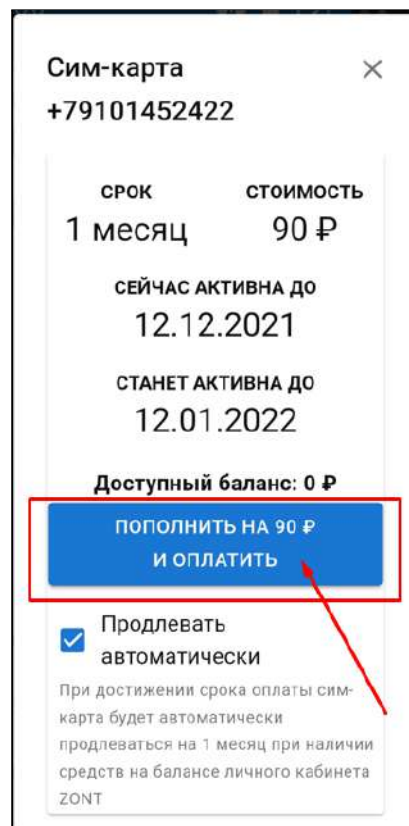 Сим-карта
+79101452422
СРОК СТОИМОСТЬ
1 месяц 90 ₽
СЕЙЧАС АКТИВНА ДО
12.12.2021
СТАНЕТ АКТИВНА ДО
12.01.2022
Доступный баланс: 0 ₽
ПОПОЛНИТЬ НА 90 ₽
И ОПЛАТИТЬ
Продлевать
автоматически
При достижении срока оплаты сим-
карта будет автоматически
продлеваться на 1 месяц при наличии
средств на балансе личного кабинета
ZONT